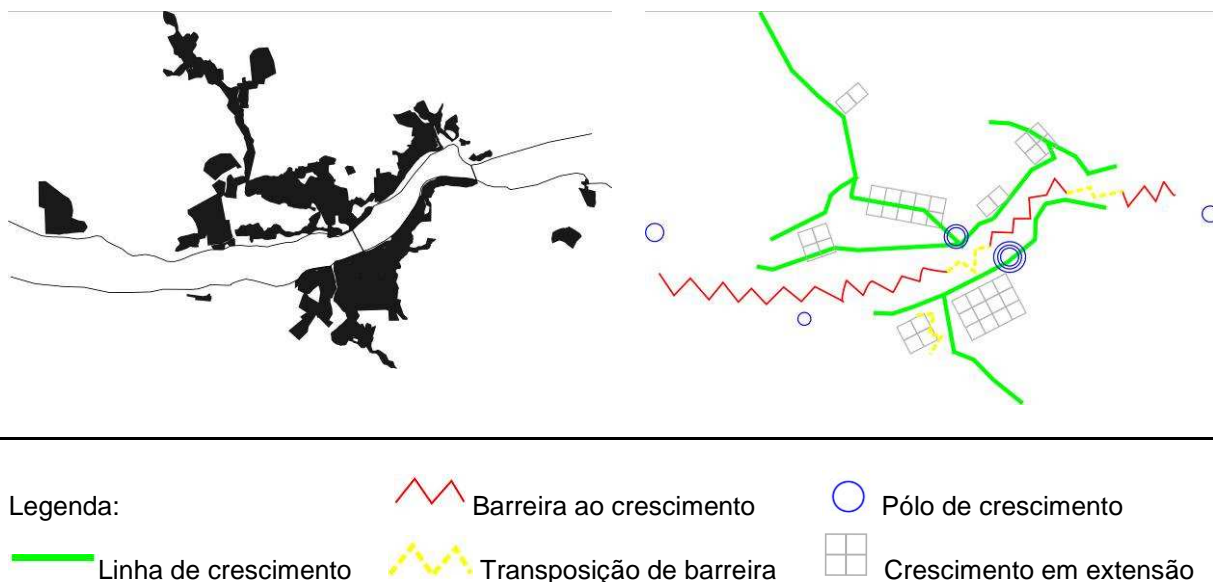 Legenda:
Barreira ao crescimento
Pólo de crescimento
Linha de crescimento
Transposição de barreira
Crescimento em extensão